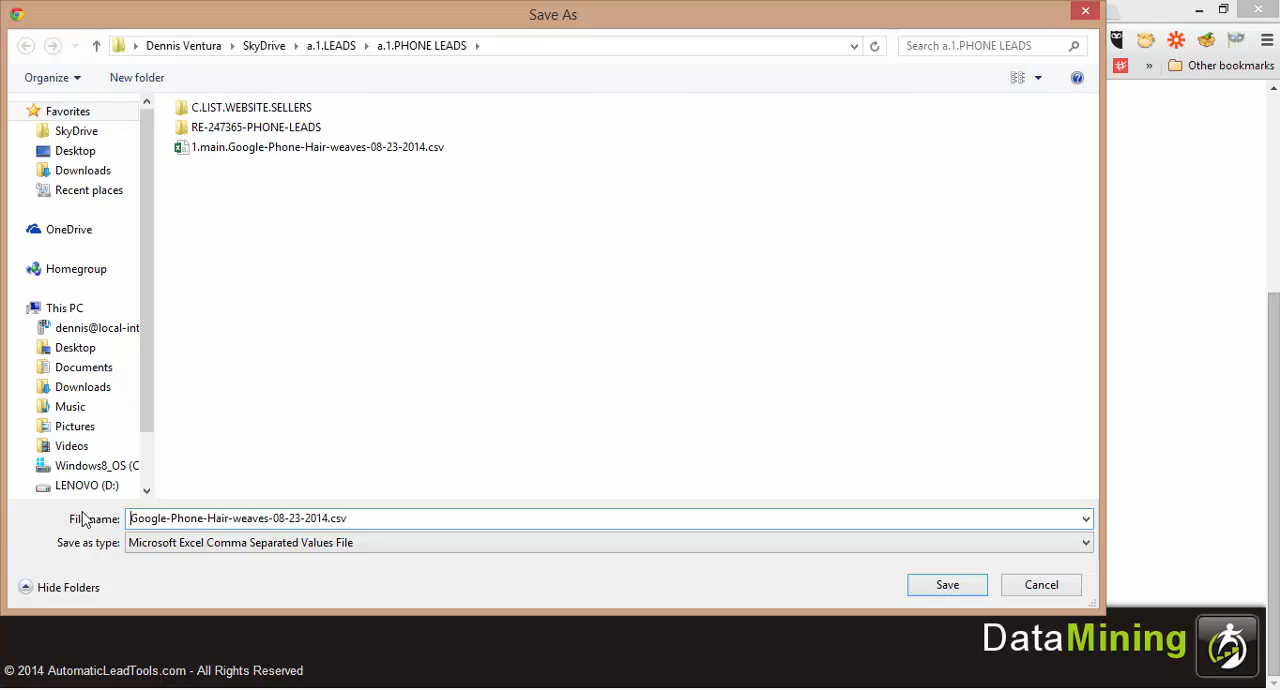 Save As
Dennis Ventura
SkyDrive
a.1.LEADS
a.1.PHONE LEADS
Search a.1.PHONE LEADS
Organize
New folder
» Other bookmarks
Favorites
SkyDrive
Desktop
Downloads
Recent places
OneDrive
Homegroup
This PC
dennis@local-int
Desktop
Documents
Downloads
Music
Pictures
Videos
Windows8_OS (C
LENOVO (D:)
C.LIST.WEBSITE.SELLERS
RE-247365-PHONE-LEADS
1.main.Google-Phone-Hair-weaves-08-23-2014.csv
File name: Google-Phone-Hair-weaves-08-23-2014.csv
Save as type: Microsoft Excel Comma Separated Values File
Hide Folders
Save
Cancel
DataMining
© 2014 AutomaticLeadTools.com - All Rights Reserved